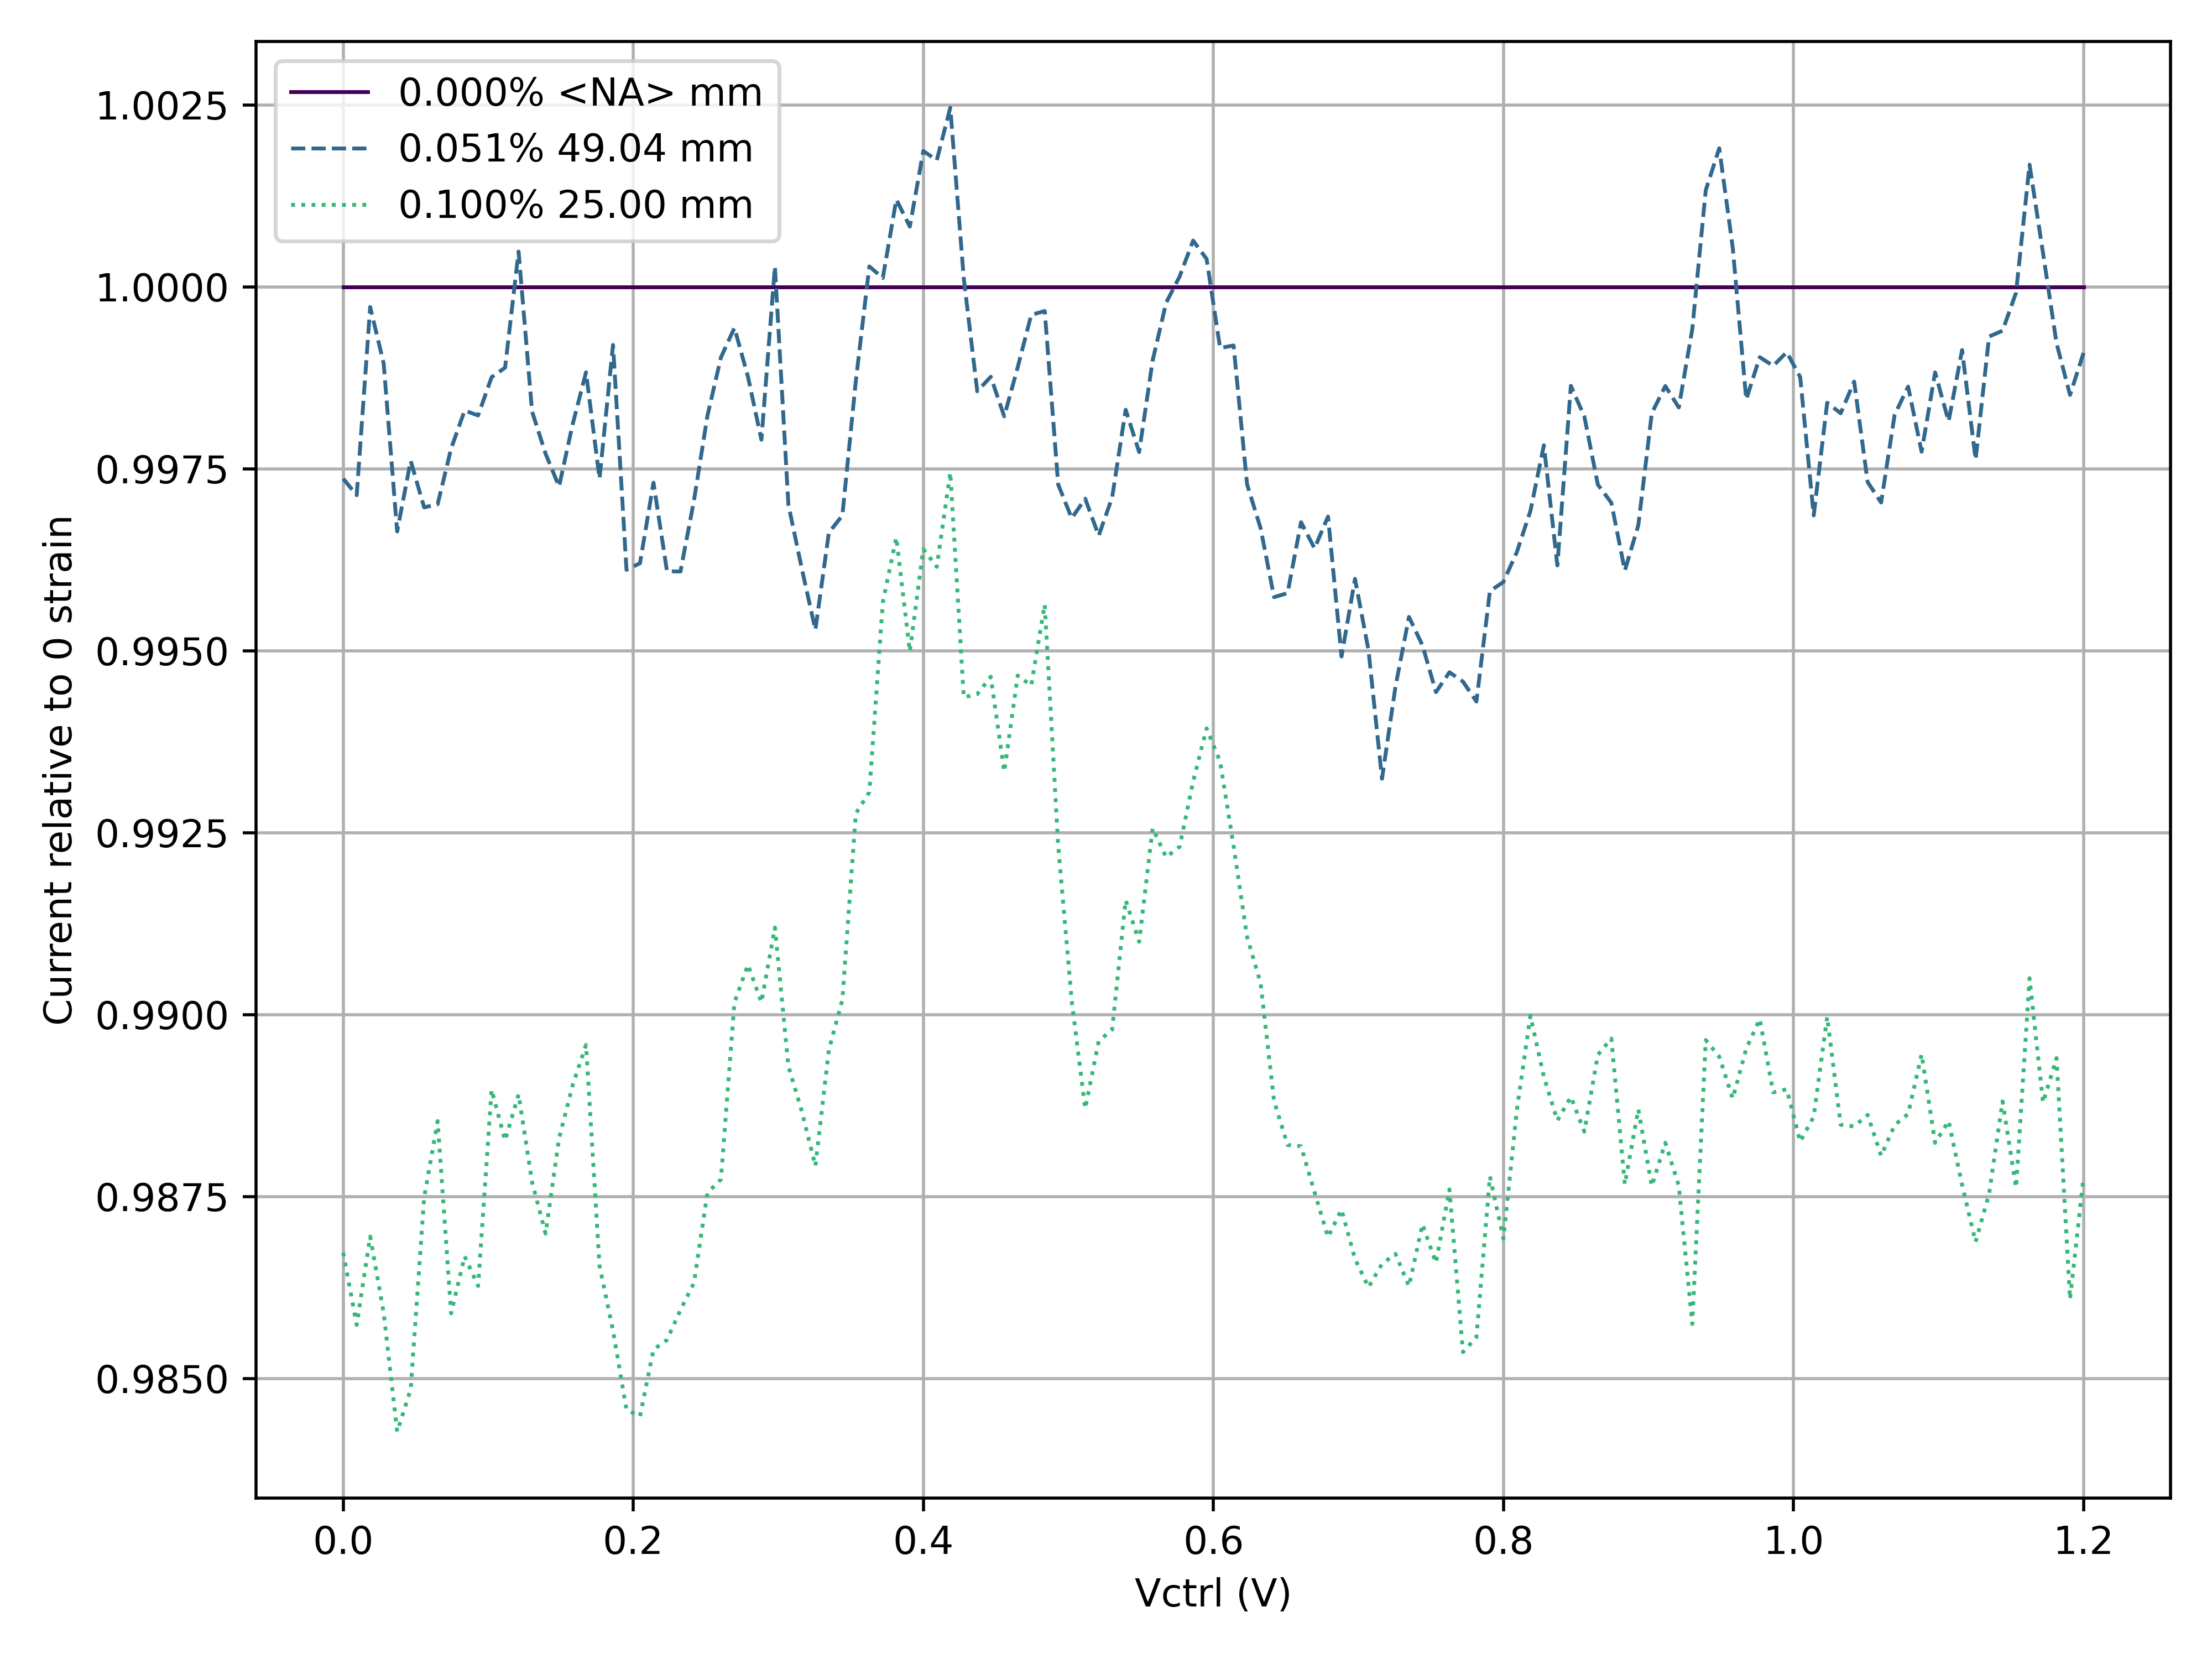 0.000% <NA> mm
0.051% 49.04 mm
0.100% 25.00 mm
1.0025
1.0000
0.9975
0.9950
0.9925
0.9900
0.9875
0.9850
Current relative to 0 strain
0.0 0.2 0.4 0.6 0.8 1.0 1.2
Vctrl (V)